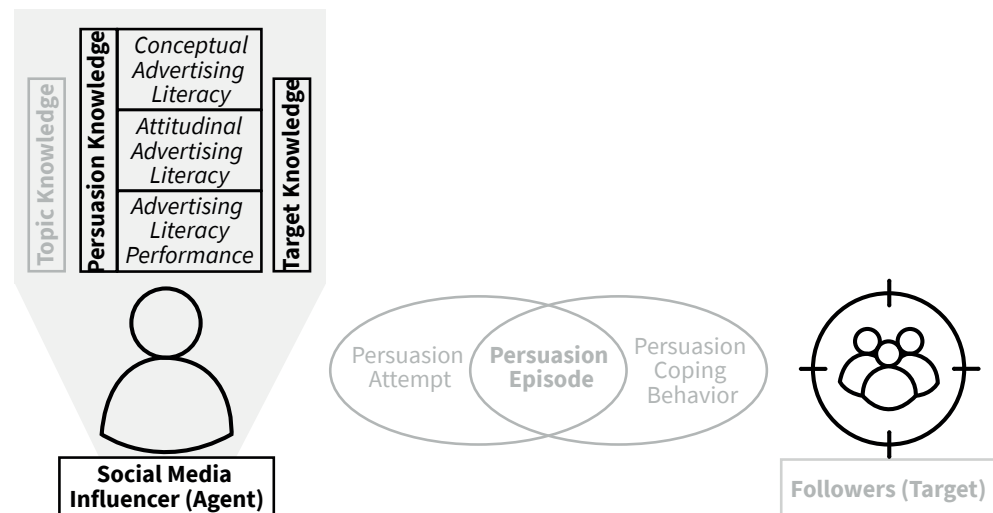 Topic Knowledge
Persuasion Knowledge
Conceptual
Advertising
Literacy
Attitudinal
Advertising
Literacy
Advertising
Literacy
Performance
Target Knowledge
Social Media
Influencer (Agent)
Persuasion
Attempt
Persuasion
Episode
Persuasion
Coping
Behavior
Followers (Target)